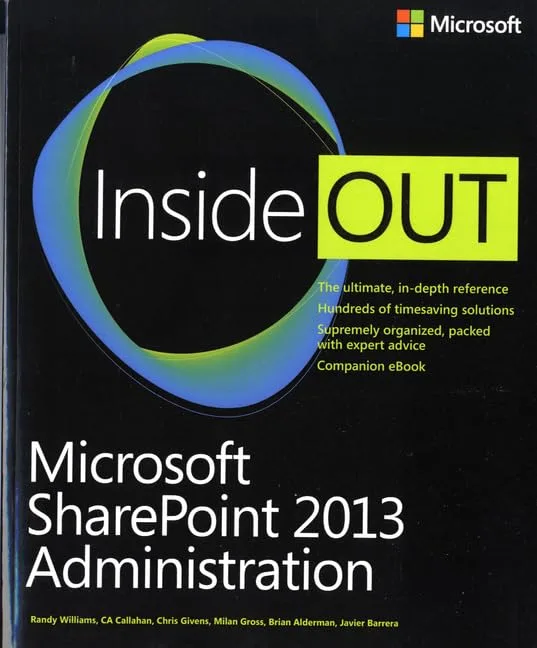 Microsoft
Inside OUT
The ultimate, in-depth reference
Hundreds of timesaving solutions
Supremely organized, packed
with expert advice
Companion eBook
Microsoft
SharePoint 2013
Administration
Randy Williams, CA Callahan, Chris Givens, Milan Gross, Brian Alderman, Javier Barrera